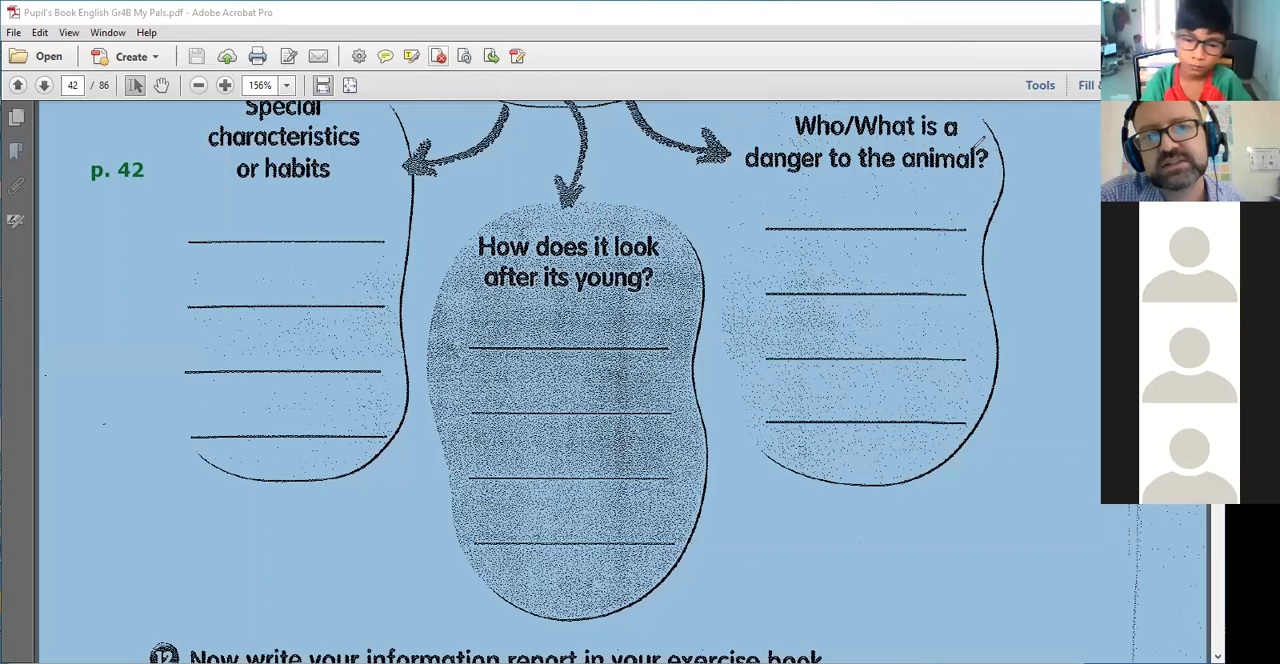 Pupil's Book English Gr4B My Pals.pdf - Adobe Acrobat Pro
File Edit View Window Help
Open Create
42 / 86 156% Tools Fill &
Special
characteristics
or habits
p. 42
Who/What is a
danger to the animal?
How does it look
after its young?
12 Now write your information report in your exercise book